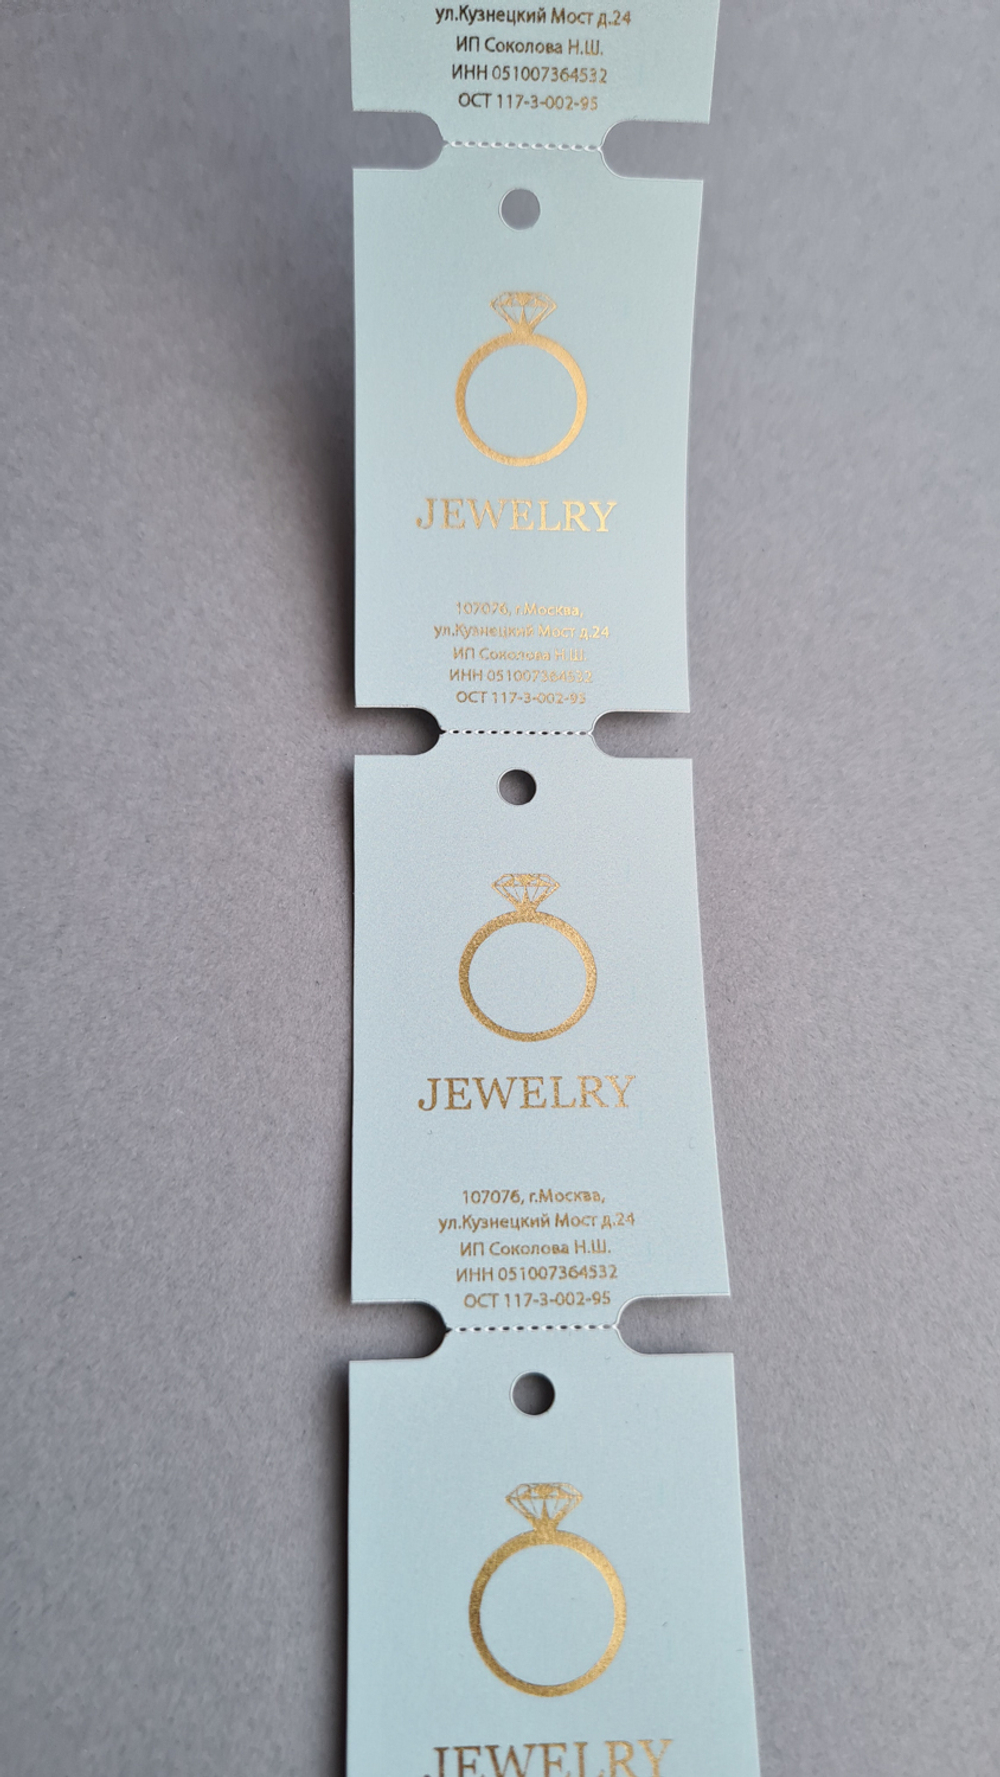 ул.Кузнецкий Мост д.24
ИП Соколова Н.Ш.
ИНН 051007364532
ОСТ 117-3-002-95
JEWELRY
107076, г.Москва,
ул.Кузнецкий Мост д.24
ИП Соколова Н.Ш.
ИНН 051007364532
ОСТ 117-3-002-95
JEWELRY
107076, г.Москва,
ул.Кузнецкий Мост д.24
ИП Соколова Н.Ш.
ИНН 051007364532
ОСТ 117-3-002-95
JEWELRY